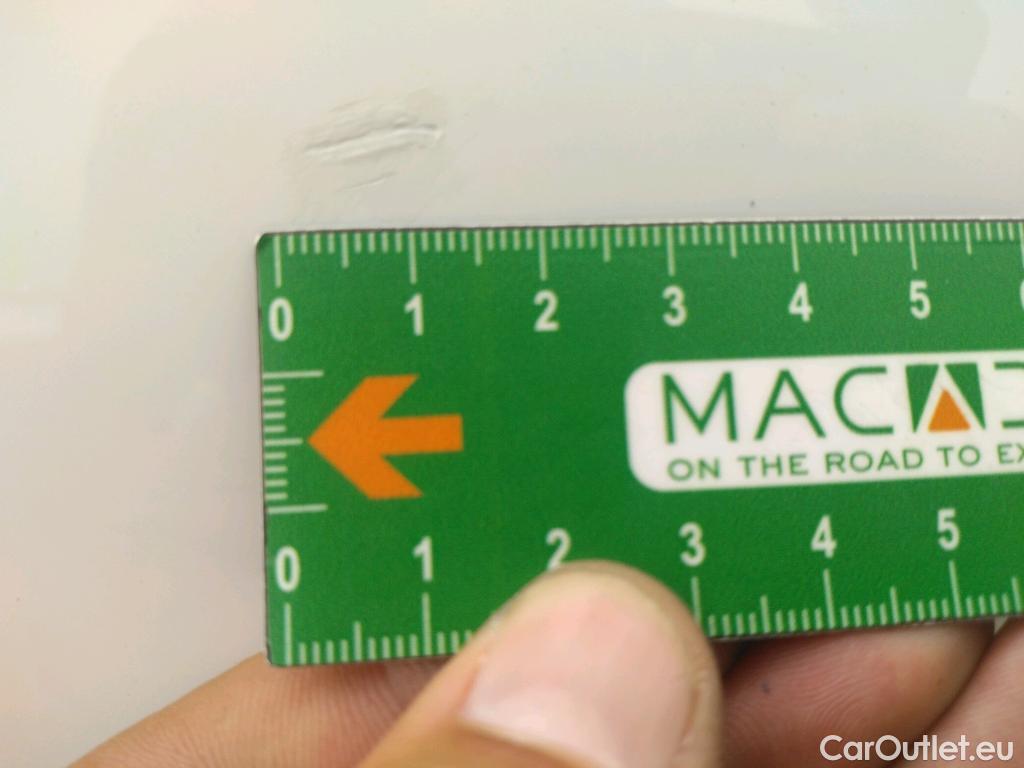 0 1 2 3 4 5
MAC
ON THE ROAD TO
0 1 2 3 4 5
CarOutlet.eu